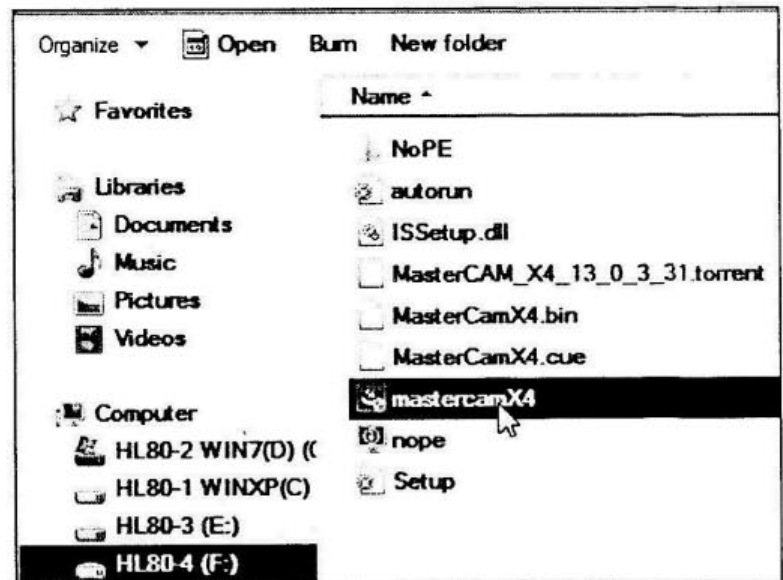 Organize Open Burn New folder
Favorites
Libraries
Documents
Music
Pictures
Videos
Computer
HL80-2 WIN7(D) (C
HL80-1 WINXP(C)
HL80-3 (E:)
HL80-4 (F:)
Name
NoPE
autorun
ISSetup.dll
MasterCAM_X4_13_0_3_31.torrent
MasterCamX4.bin
MasterCamX4.cue
mastercamX4
nope
Setup